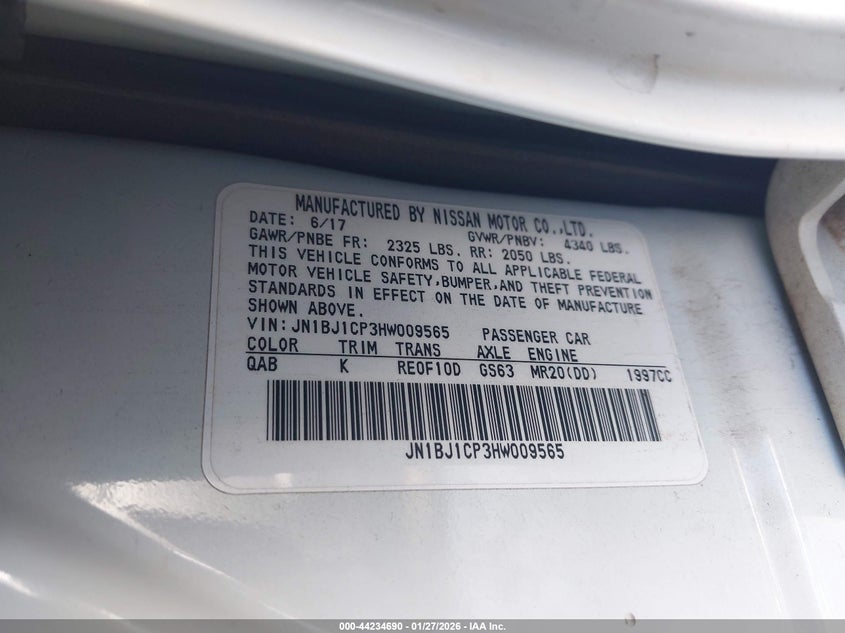 MANUFACTURED BY NISSAN MOTOR CO.,LTD.
DATE: 6/17 GVWR/PNBV: 4340 LBS.
GAWR/PNBE FR: 2325 LBS. RR: 2050 LBS.
THIS VEHICLE CONFORMS TO ALL APPLICABLE FEDERAL
MOTOR VEHICLE SAFETY,BUMPER,AND THEFT PREVENTION
STANDARDS IN EFFECT ON THE DATE OF MANUFACTURE
SHOWN ABOVE.
VIN:JN1BJ1CP3HW009565 PASSENGER CAR
COLOR TRIM TRANS AXLE ENGINE
QAB K RE0F10D GS63 MR20(DD) 1997CC
JN1BJ1CP3HW009565
000-44234690 - 01/27/2026 - IAA Inc.